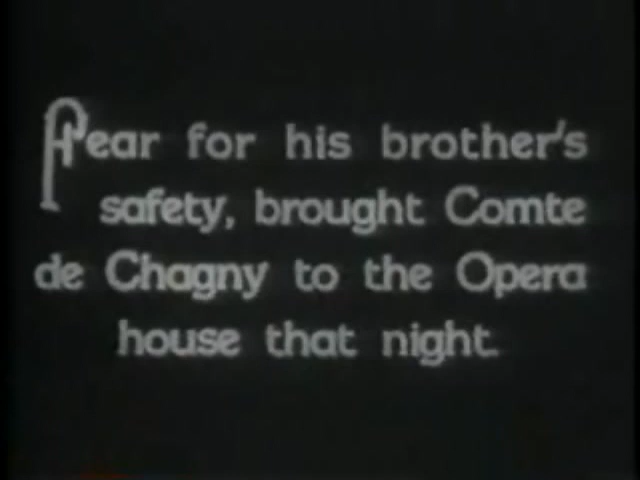 Fear for his brother's
safety, brought Comte
de Chagny to the Opera
house that night.